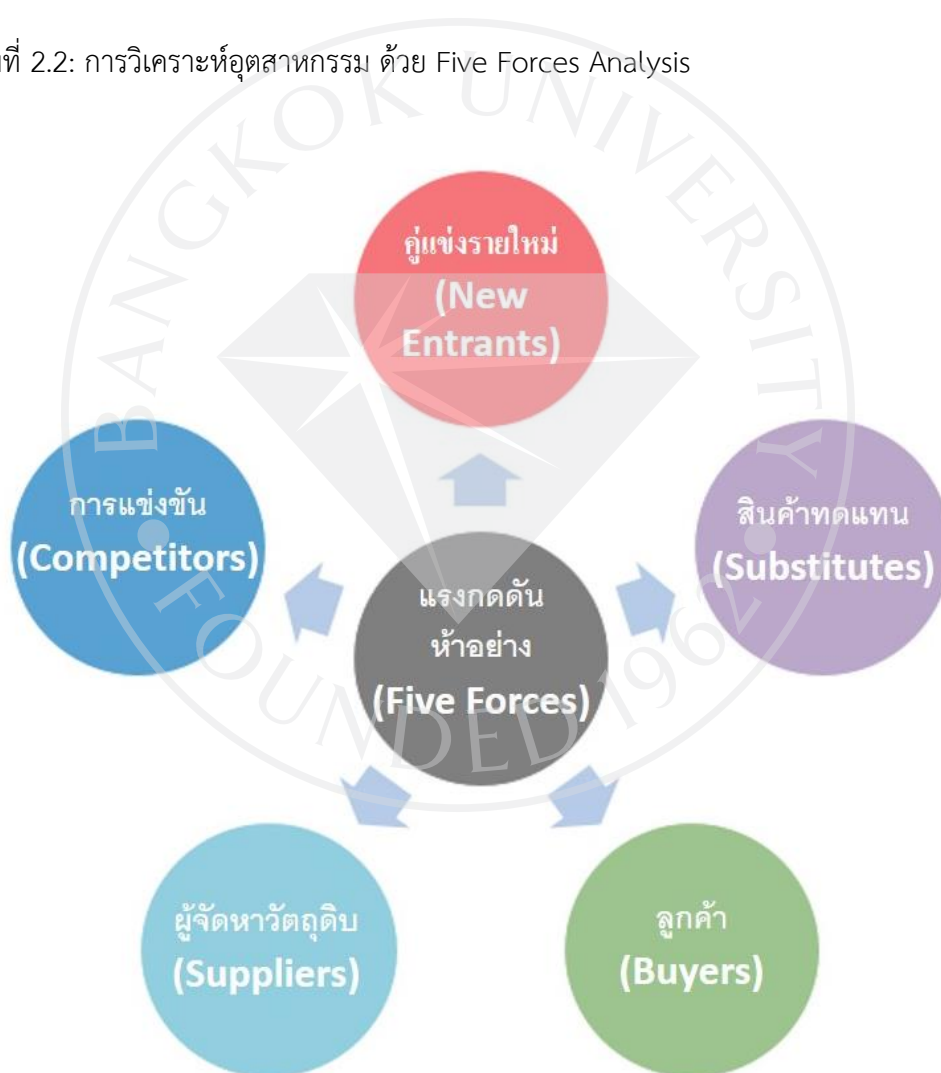 ที่ 2.2: การวิเคราะห์อุตสาหกรรม ด้วย Five Forces Analysis
BANGKOK UNIVERSITY
คู่แข่งรายใหม่
(New
Entrants)
การแข่งขัน
(Competitors)
สินค้าทดแทน
(Substitutes)
แรงกดดัน
ห้าอย่าง
(Five Forces)
FOUNDED 1962
ผู้จัดหาวัตถุดิบ
(Suppliers)
ลูกค้า
(Buyers)